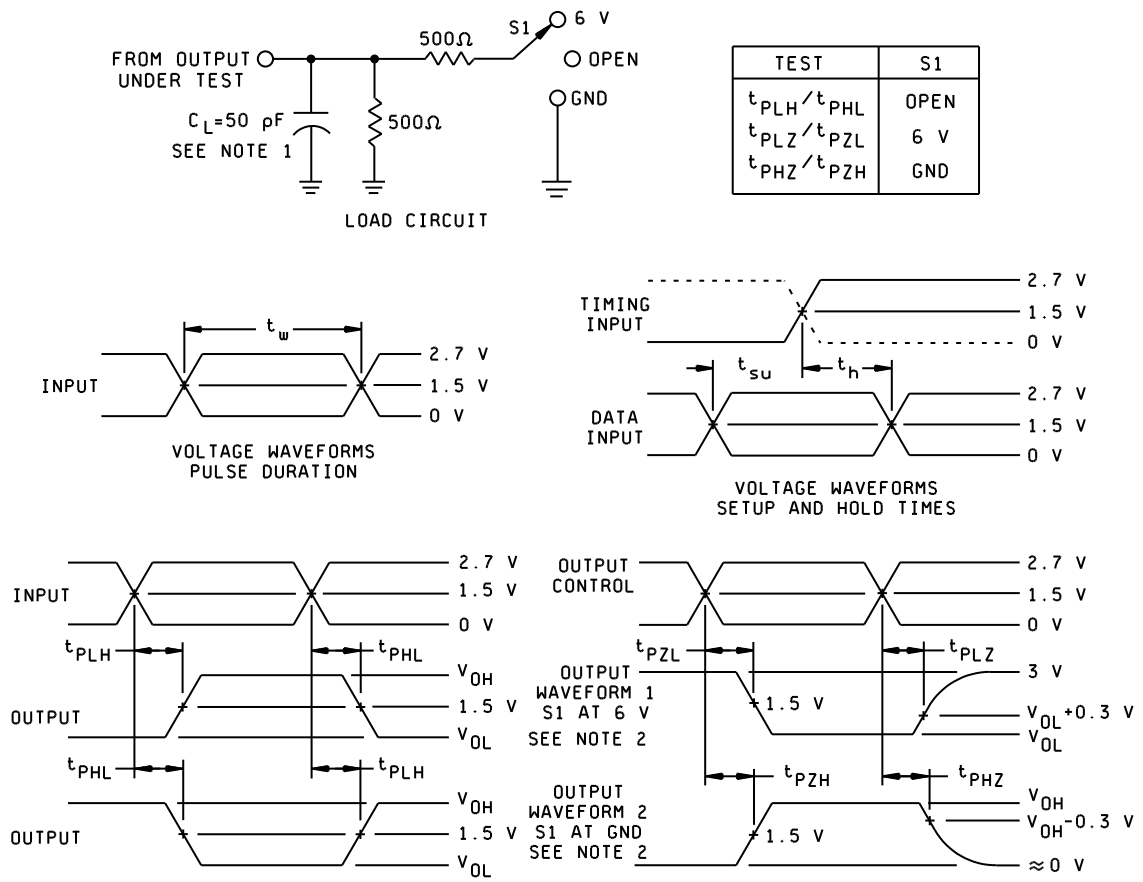 S1
6 V
500Ω
FROM OUTPUT
UNDER TEST
OPEN
GND
C_L=50 pF
SEE NOTE 1
500Ω
LOAD CIRCUIT
TEST S1
t_PLH/t_PHL OPEN
t_PLZ/t_PZL 6 V
t_PHZ/t_PZH GND
t_w
INPUT
2.7 V
1.5 V
0 V
VOLTAGE WAVEFORMS
PULSE DURATION
TIMING
INPUT
2.7 V
1.5 V
0 V
t_su
t_h
DATA
INPUT
2.7 V
1.5 V
0 V
VOLTAGE WAVEFORMS
SETUP AND HOLD TIMES
INPUT
2.7 V
1.5 V
0 V
t_PLH
t_PHL
OUTPUT
V_OH
1.5 V
V_OL
t_PHL
t_PLH
OUTPUT
V_OH
1.5 V
V_OL
OUTPUT
CONTROL
2.7 V
1.5 V
0 V
t_PZL
t_PLZ
OUTPUT
WAVEFORM 1
S1 AT 6 V
SEE NOTE 2
1.5 V
3 V
V_OL+0.3 V
V_OL
t_PZH
t_PHZ
OUTPUT
WAVEFORM 2
S1 AT GND
SEE NOTE 2
1.5 V
V_OH
V_OH-0.3 V
≈0 V